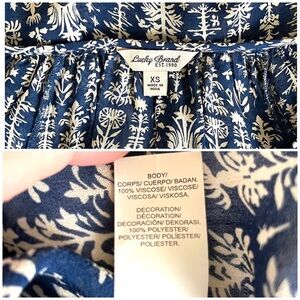 Lucky Brand
EST. 1990
XS
MADE IN
INDIA
BODY/
CORPS/ CUERPO/ BADAN.
100% VISCOSE/ VISCOSE/
VISCOSA/ VISKOSA.
DECORATION/
DÉCORATION/
DECORACIÓN/ DEKORASI.
100% POLYESTER/
POLYESTER/ POLIÉSTER/
POLIESTER.